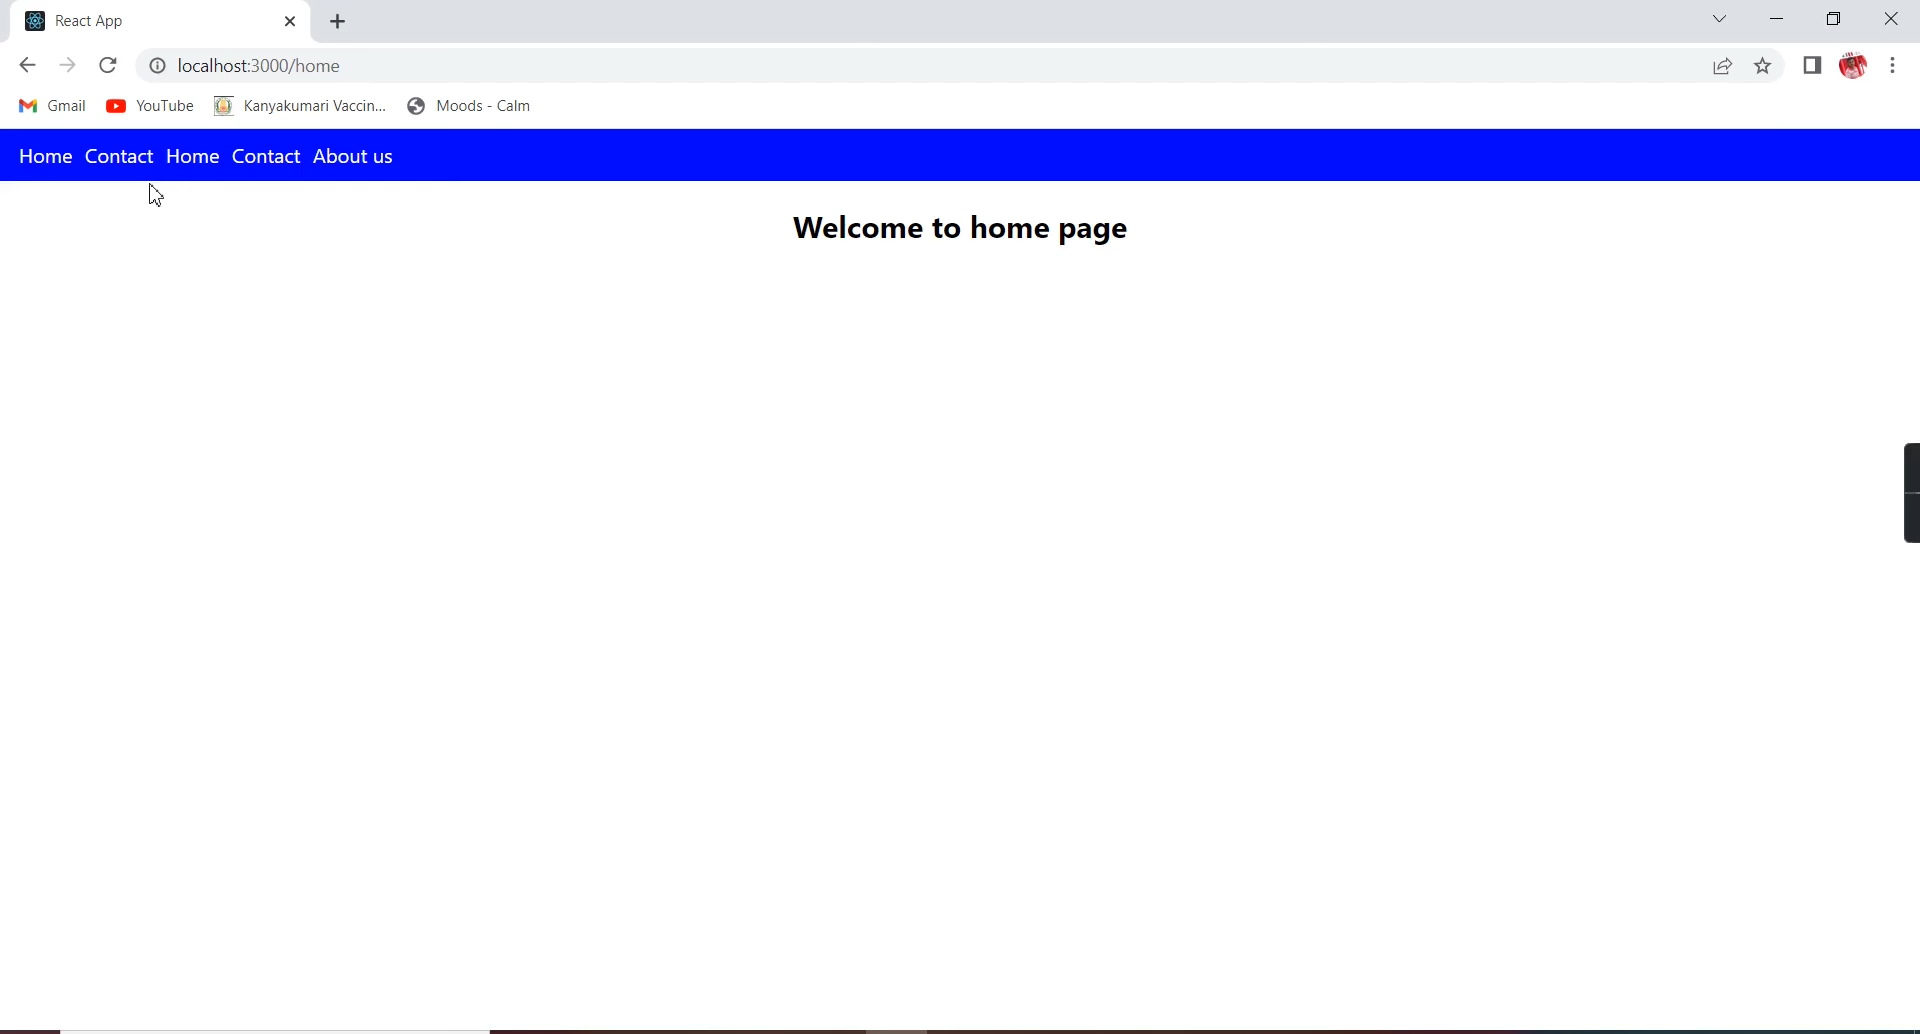 React App
localhost:3000/home
Gmail YouTube Kanyakumari Vaccin... Moods - Calm
Home Contact Home Contact About us
Welcome to home page